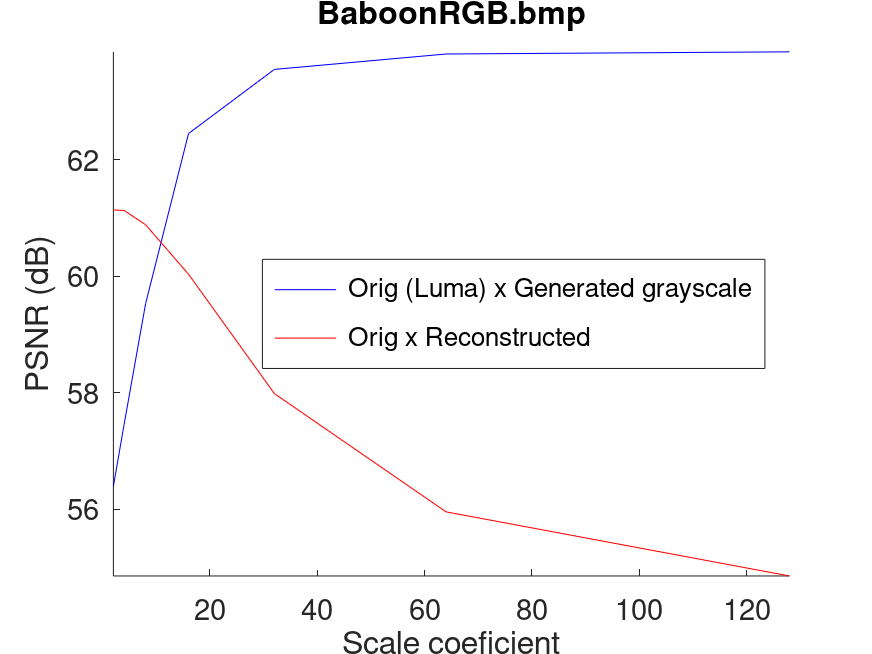 BaboonRGB.bmp
62
60
58
56
PSNR (dB)
Orig (Luma) x Generated grayscale
Orig x Reconstructed
20 40 60 80 100 120
Scale coeficient